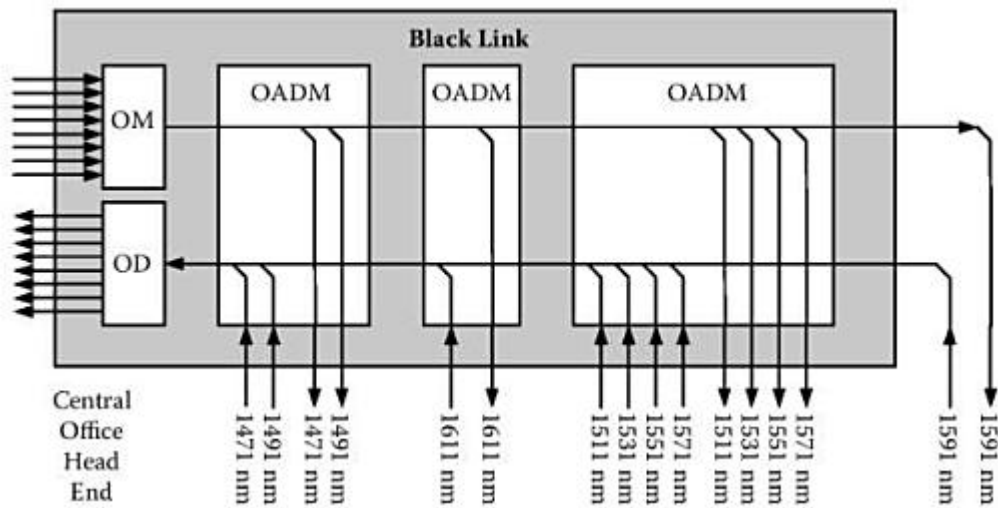 Black Link
OM
OADM
OADM
OADM
OD
Central
Office
Head
End
1471 nm
1491 nm
1471 nm
1491 nm
1611 nm
1611 nm
1511 nm
1531 nm
1551 nm
1571 nm
1511 nm
1531 nm
1551 nm
1571 nm
1591 nm
1591 nm